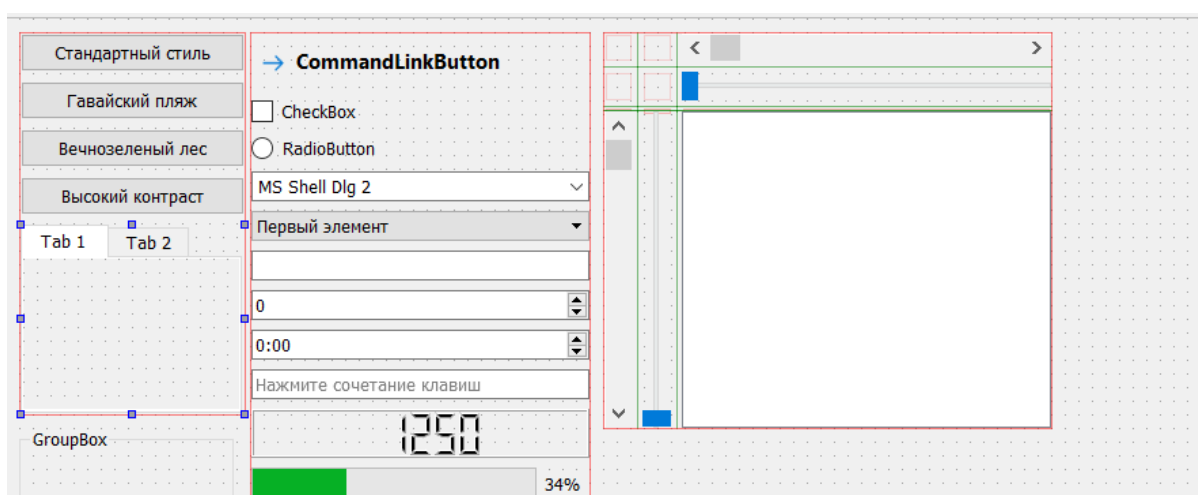 Стандартный стиль
Гавайский пляж
Вечнозеленый лес
Высокий контраст
Tab 1 Tab 2
GroupBox
CommandLinkButton
CheckBox
RadioButton
MS Shell Dlg 2
Первый элемент
0
0:00
Нажмите сочетание клавиш
1250
34%